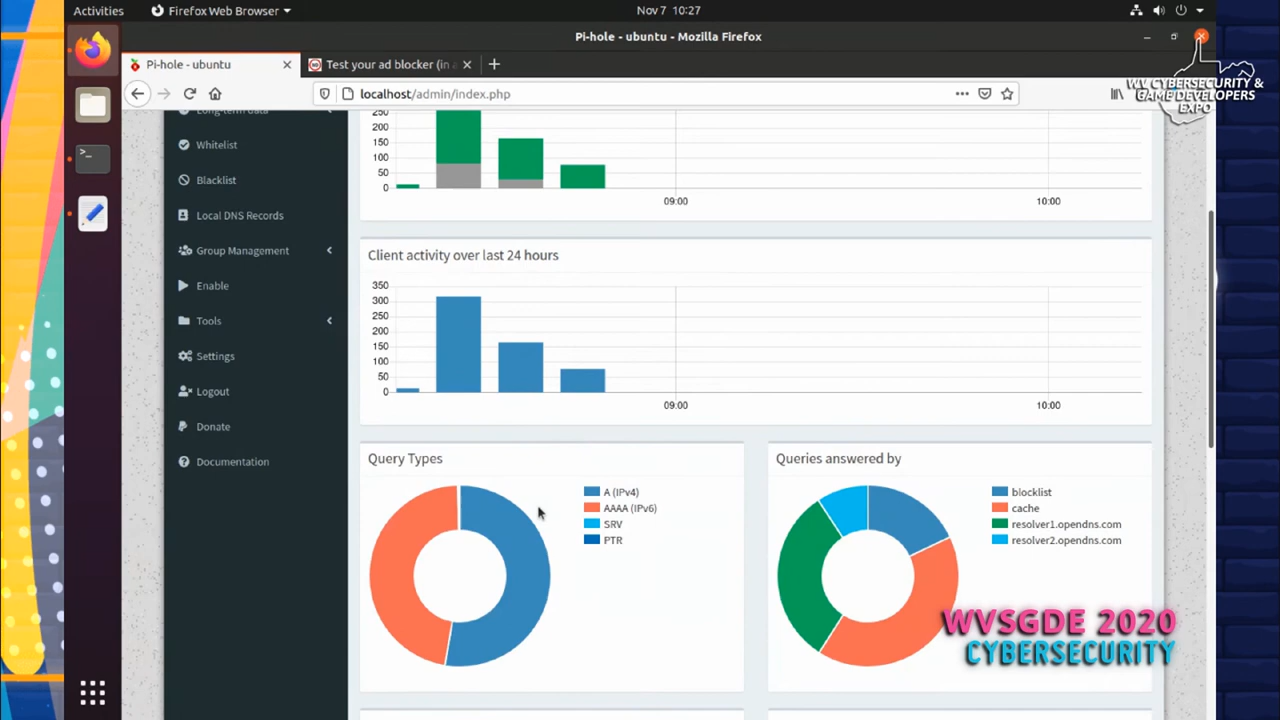 Activities Firefox Web Browser Nov 7 10:27
Pi-hole - ubuntu - Mozilla Firefox
Pi-hole - ubuntu Test your ad blocker (in a
localhost/admin/index.php
WV CYBERSECURITY &
GAME DEVELOPERS
EXPO
Long-term data
Whitelist
Blacklist
Local DNS Records
Group Management
Enable
Tools
Settings
Logout
Donate
Documentation
250
200
150
100
50
0
09:00 10:00
Client activity over last 24 hours
350
300
250
200
150
100
50
0
09:00 10:00
Query Types
A (IPv4)
AAAA (IPv6)
SRV
PTR
Queries answered by
blocklist
cache
resolver1.opendns.com
resolver2.opendns.com
WVSGDE 2020
CYBERSECURITY